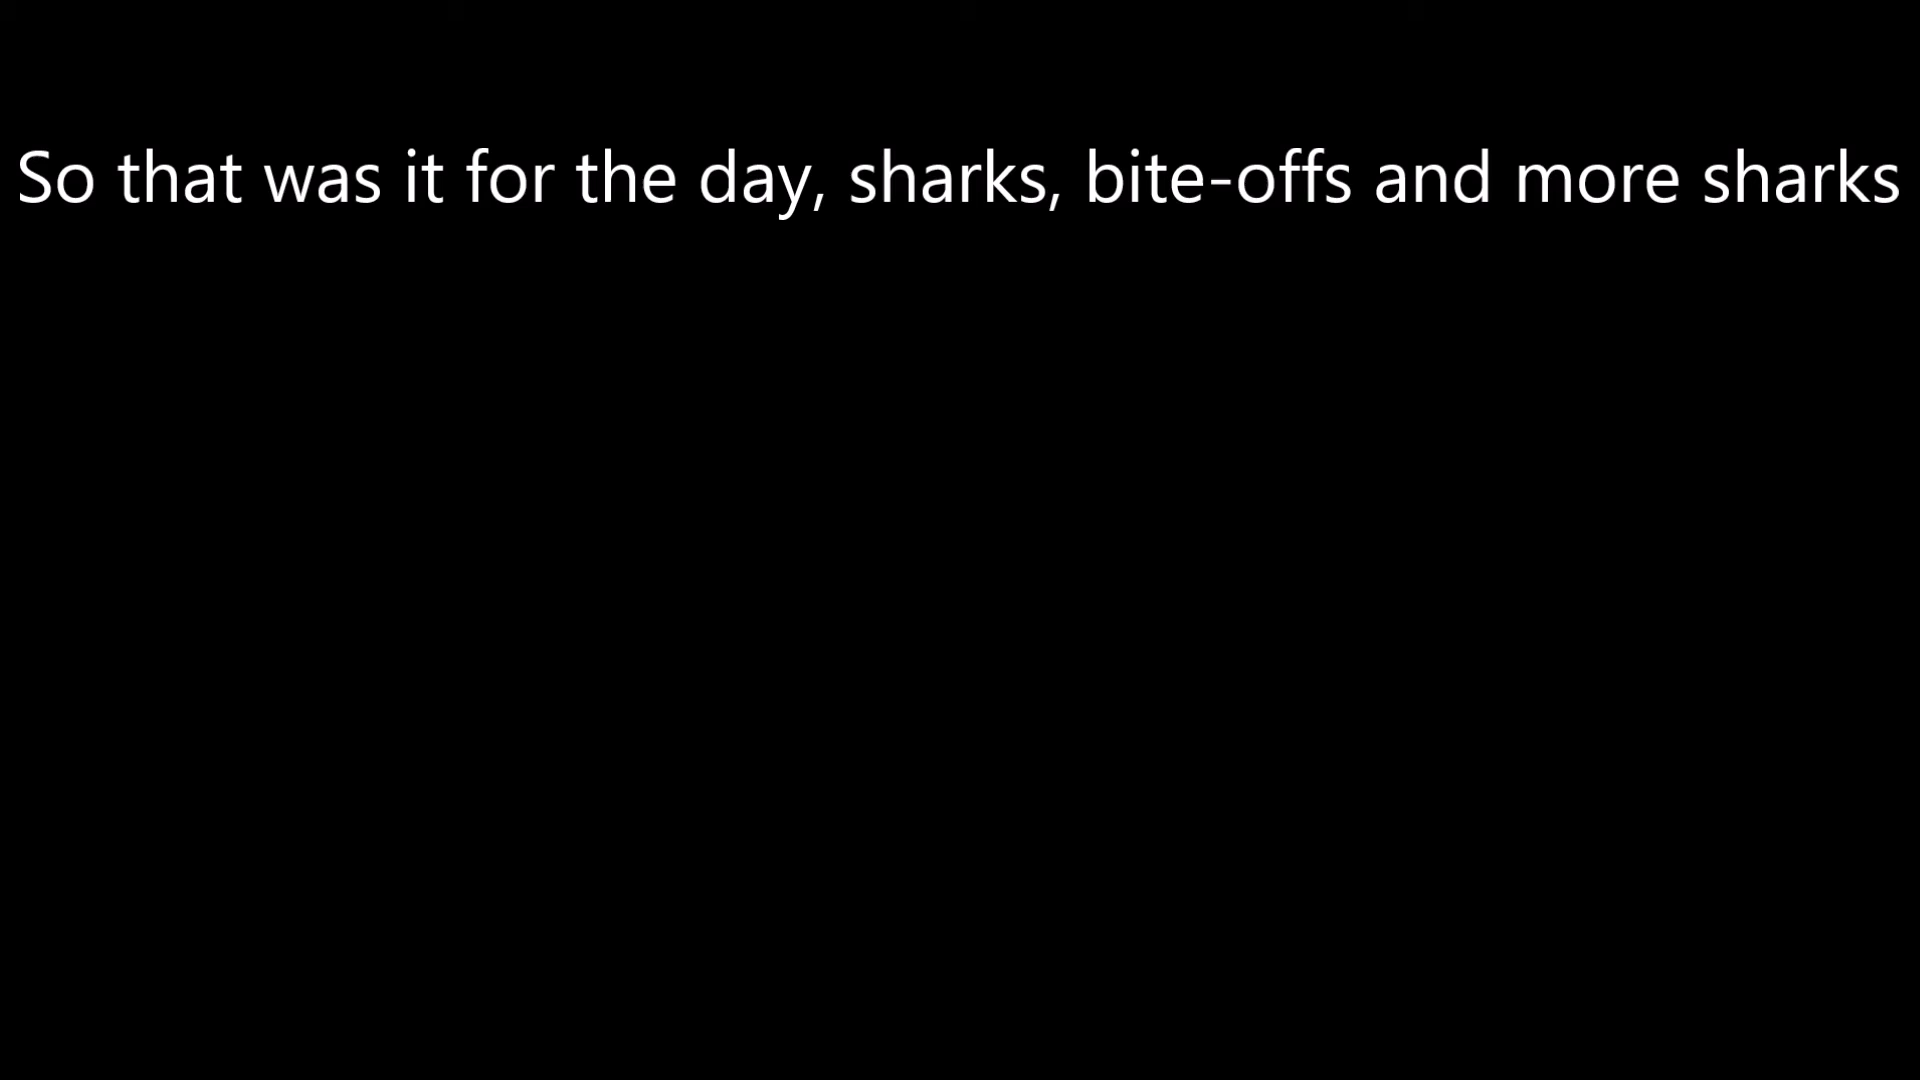 So that was it for the day, sharks, bite-offs and more sharks